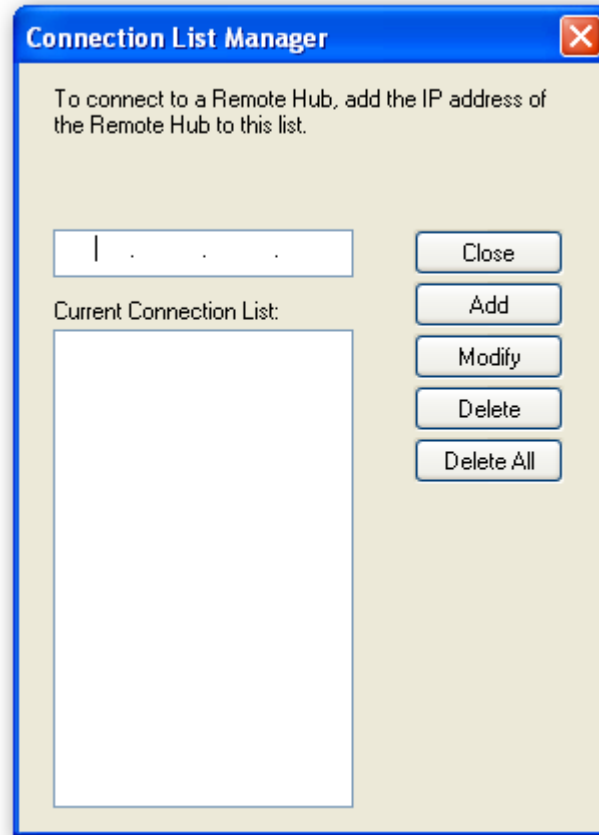 Connection List Manager
To connect to a Remote Hub, add the IP address of
the Remote Hub to this list.
. . .
Close
Current Connection List:
Add
Modify
Delete
Delete All